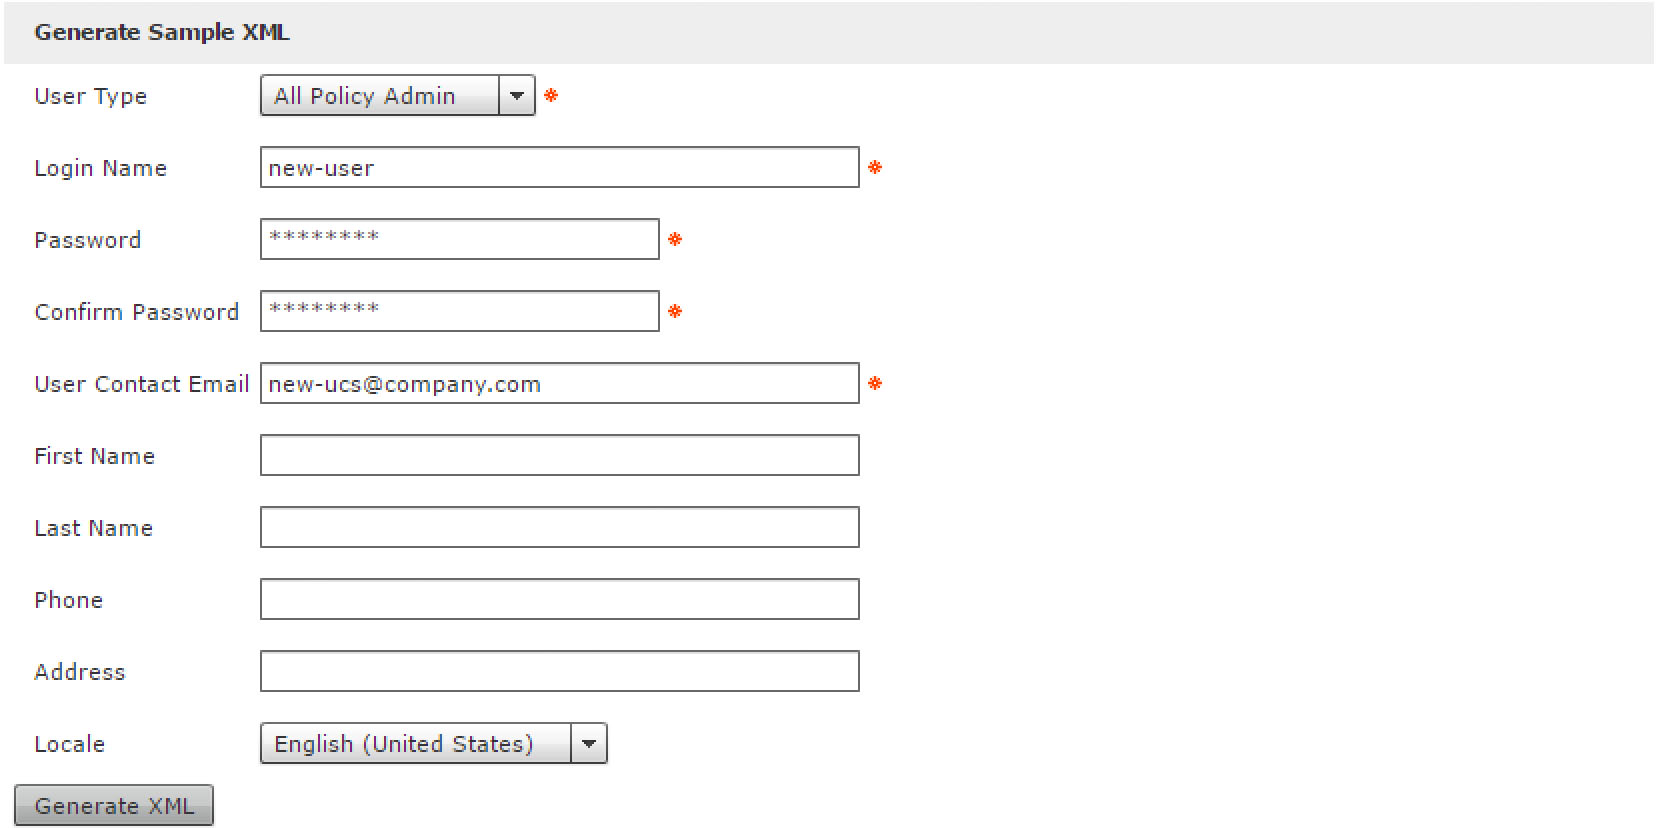 Generate Sample XML
User Type All Policy Admin
Login Name new-user
Password ********
Confirm Password ********
User Contact Email new-ucs@company.com
First Name
Last Name
Phone
Address
Locale English (United States)
Generate XML